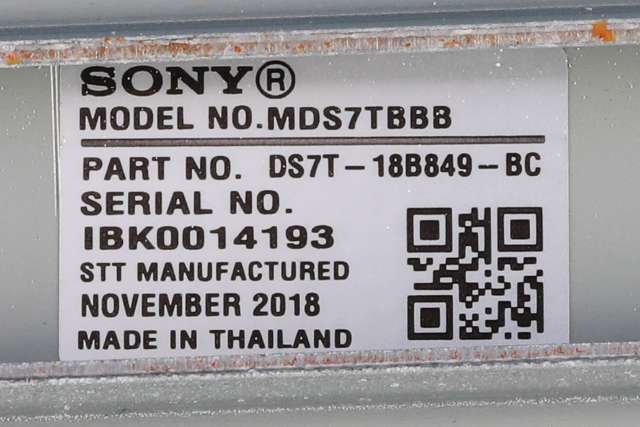 SONY®
MODEL NO.MDS7TBBB
PART NO. DS7T-18B849-BC
SERIAL NO.
IBK0014193
STT MANUFACTURED
NOVEMBER 2018
MADE IN THAILAND